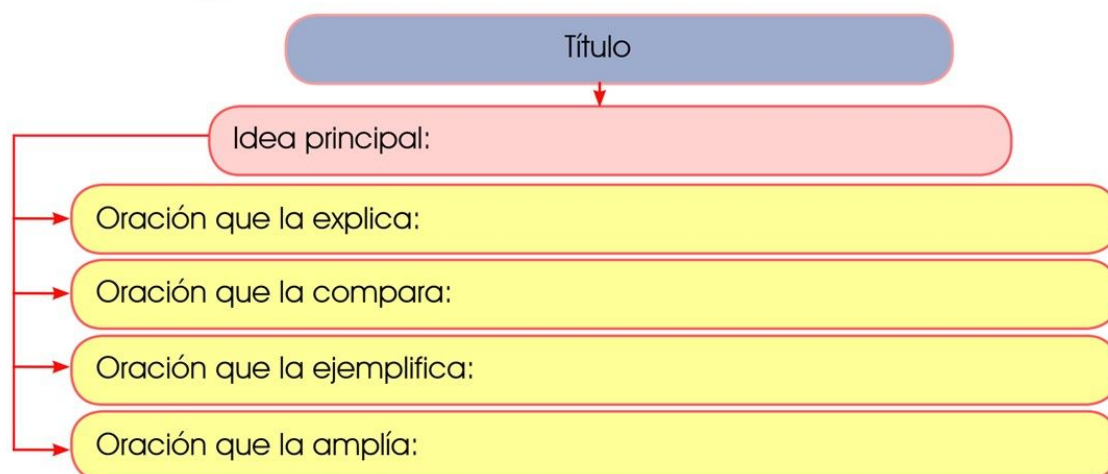 Título
Idea principal:
Oración que la explica:
Oración que la compara:
Oración que la ejemplifica:
Oración que la amplía: